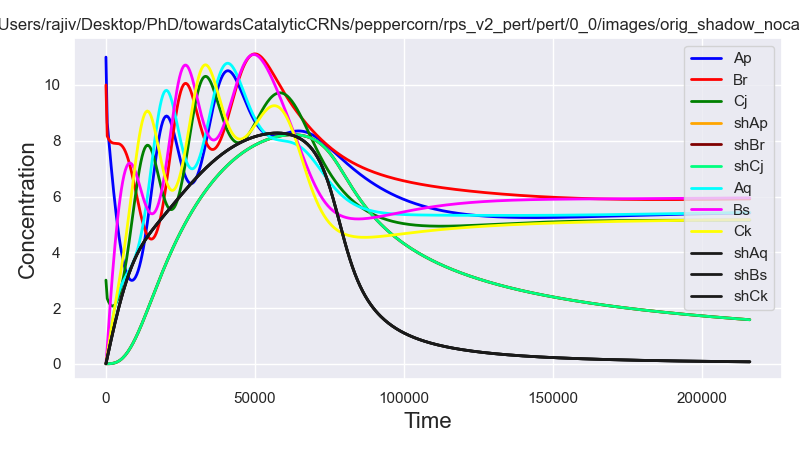 Users/rajiv/Desktop/PhD/towardsCatalyticCRNs/peppercorn/rps_v2_pert/pert/0_0/images/orig_shadow_noca
Concentration
10
8
6
4
2
0
0 50000 100000 150000 200000
Time
Ap
Br
Cj
shAp
shBr
shCj
Aq
Bs
Ck
shAq
shBs
shCk